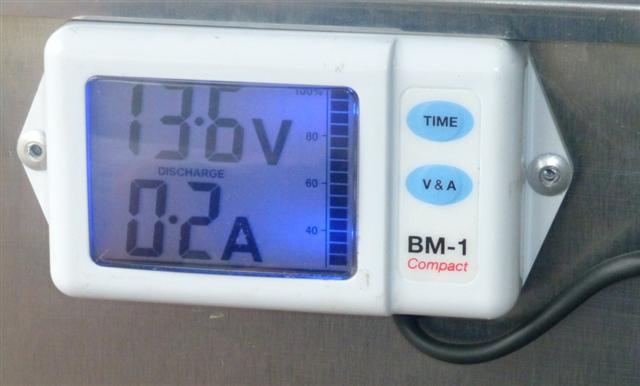 100%
13.6V
80
DISCHARGE
60
0.2A
40
TIME
V & A
BM-1
Compact